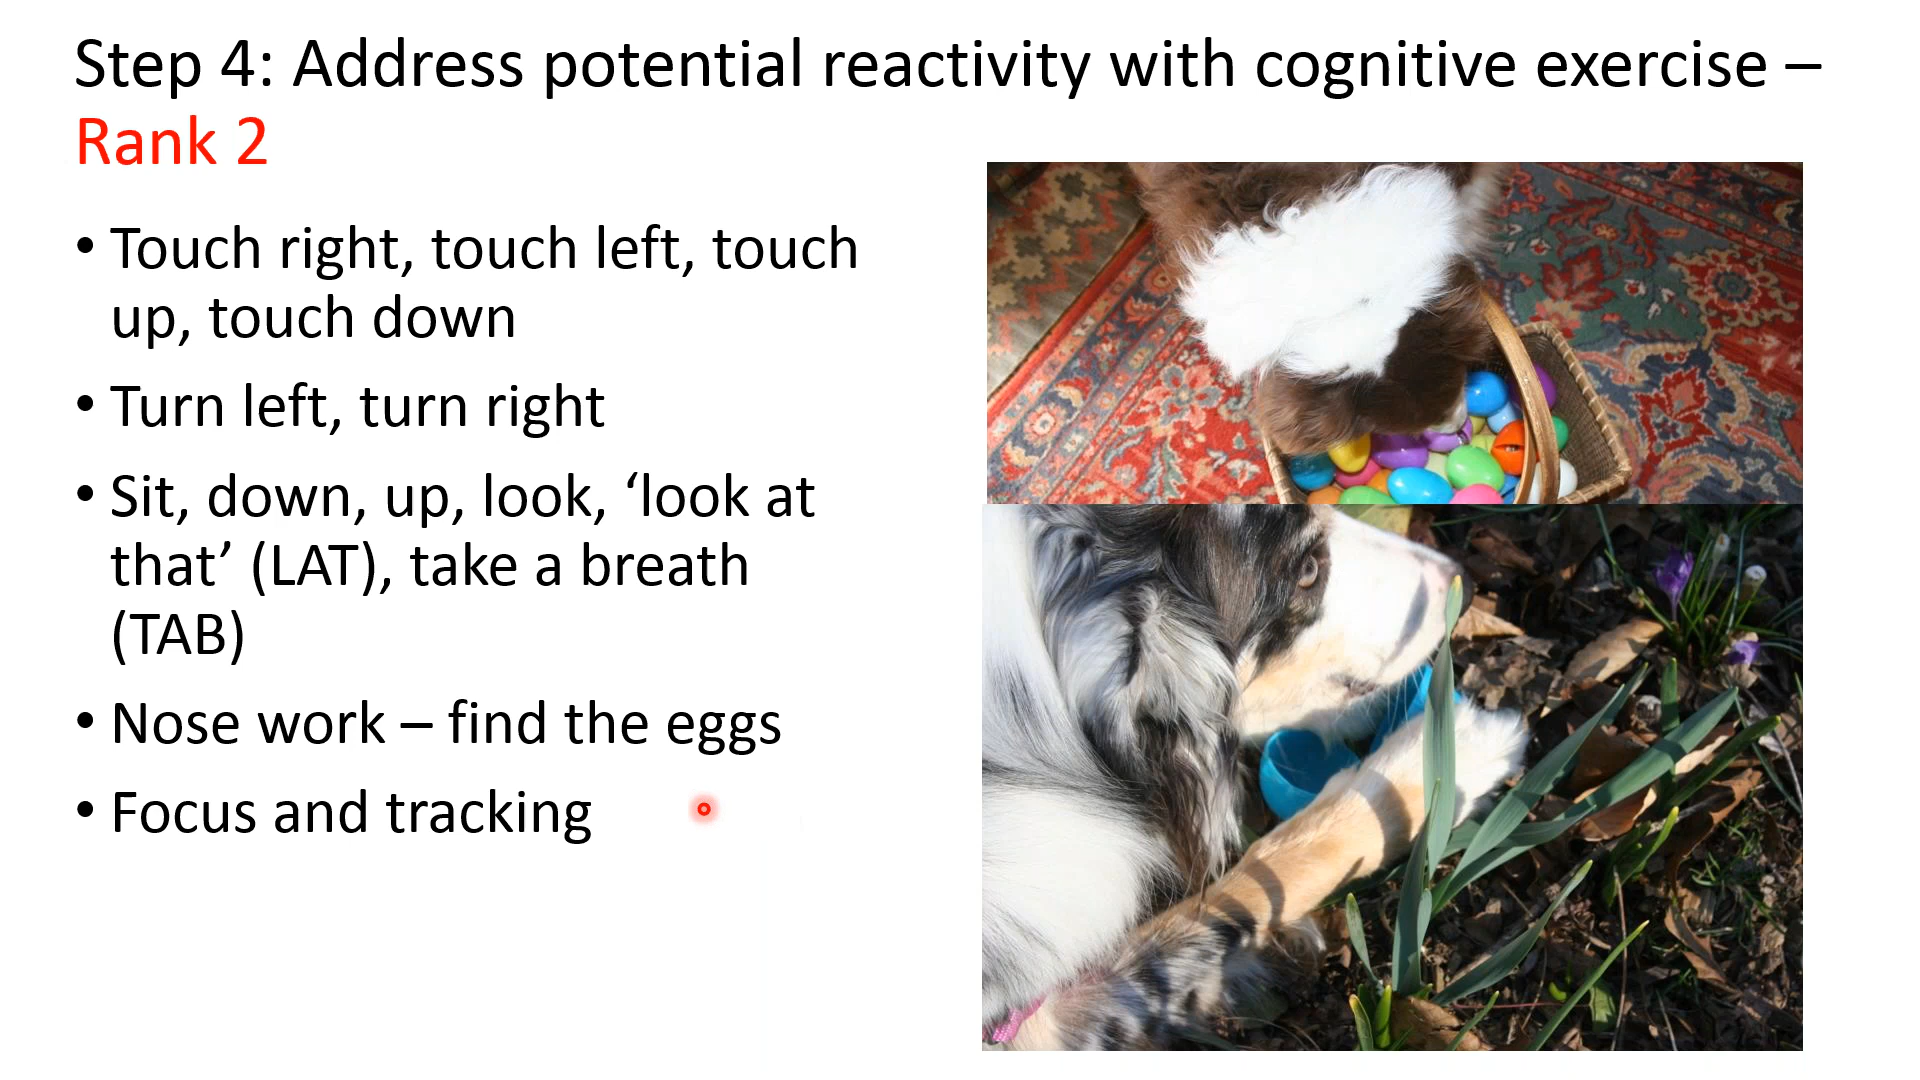 Step 4: Address potential reactivity with cognitive exercise –
Rank 2
• Touch right, touch left, touch
up, touch down
• Turn left, turn right
• Sit, down, up, look, ‘look at
that’ (LAT), take a breath
(TAB)
• Nose work – find the eggs
• Focus and tracking